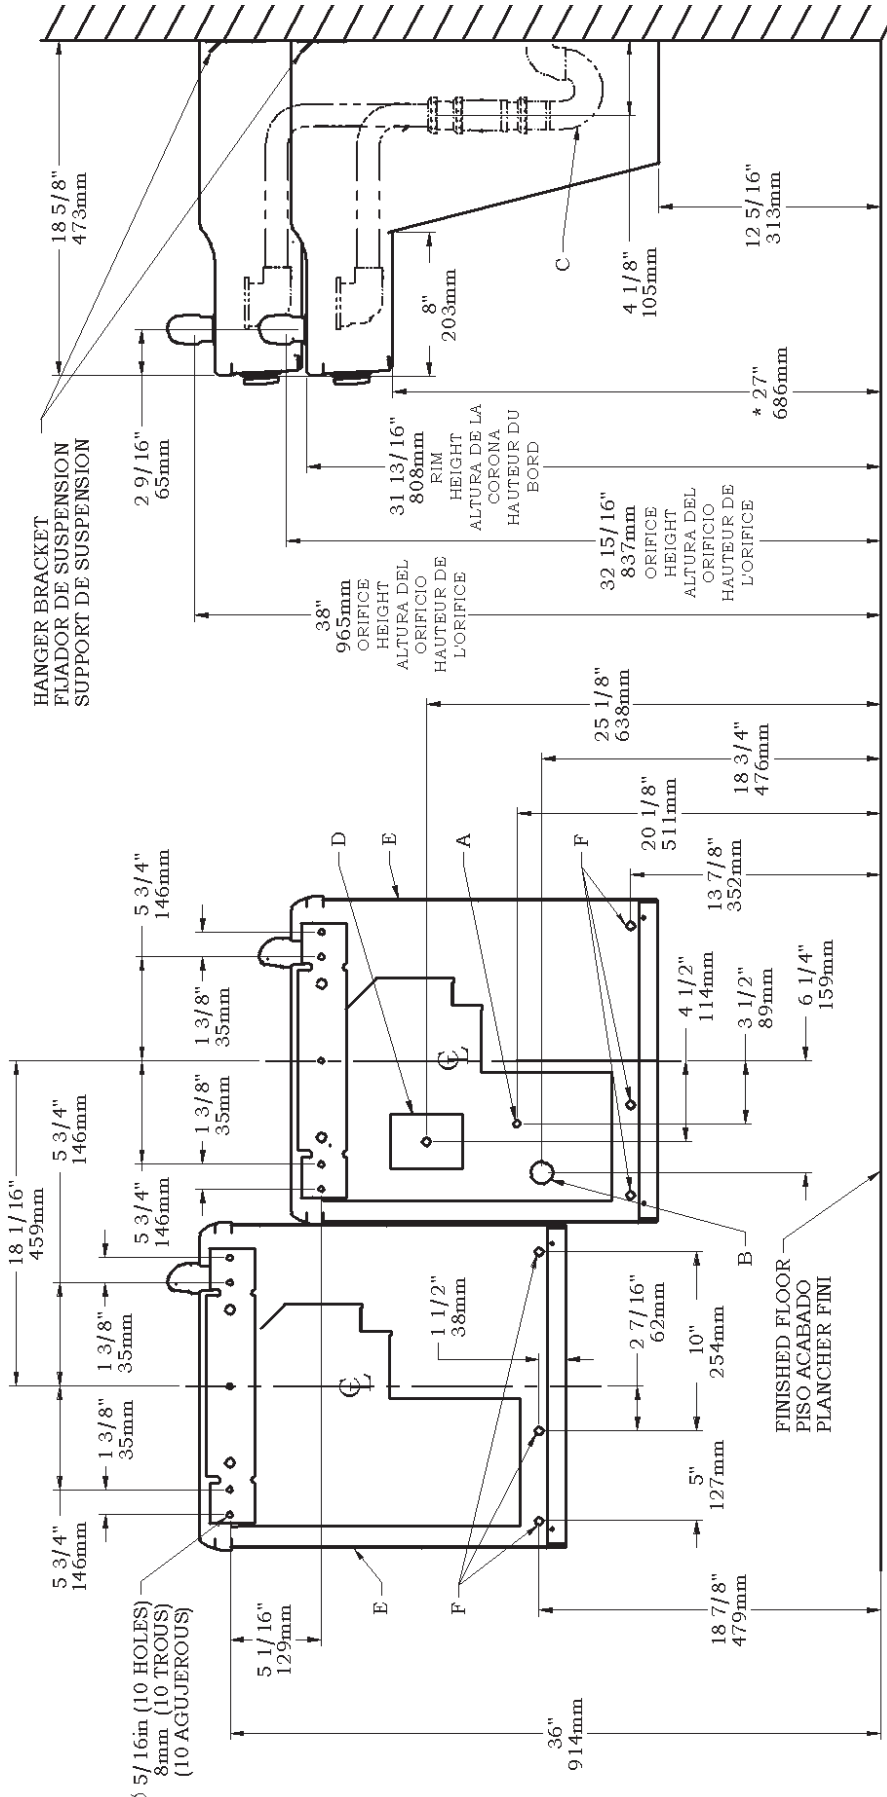 HANGER BRACKET
FIJADOR DE SUSPENSION
SUPPORT DE SUSPENSION
18 5/8"
473mm
2 9/16"
65mm
8"
203mm
C
4 1/8"
105mm
12 5/16"
313mm
* 27"
686mm
31 13/16"
808mm
RIM
HEIGHT
ALTURA DE LA
CORONA
HAUTEUR DU
BORD
32 15/16"
837mm
ORIFICE
HEIGHT
ALTURA DEL
ORIFICIO
HAUTEUR DE
L'ORIFICE
38"
965mm
ORIFICE
HEIGHT
ALTURA DEL
ORIFICIO
HAUTEUR DE
L'ORIFICE
25 1/8"
638mm
18 3/4"
476mm
20 1/8"
511mm
13 7/8"
352mm
D
E
A
F
5 3/4"
146mm
1 3/8"
35mm
1 3/8"
35mm
5 3/4"
146mm
℄
4 1/2"
114mm
3 1/2"
89mm
6 1/4"
159mm
B
18 1/16"
459mm
5 3/4"
146mm
1 3/8"
35mm
1 3/8"
35mm
5 3/4"
146mm
℄
1 1/2"
38mm
2 7/16"
62mm
10"
254mm
5"
127mm
FINISHED FLOOR
PISO ACABADO
PLANCHER FINI
E
F
18 7/8"
479mm
5/16in (10 HOLES)
8mm (10 TROUS)
(10 AGUJEROUS)
5 1/16"
129mm
36"
914mm